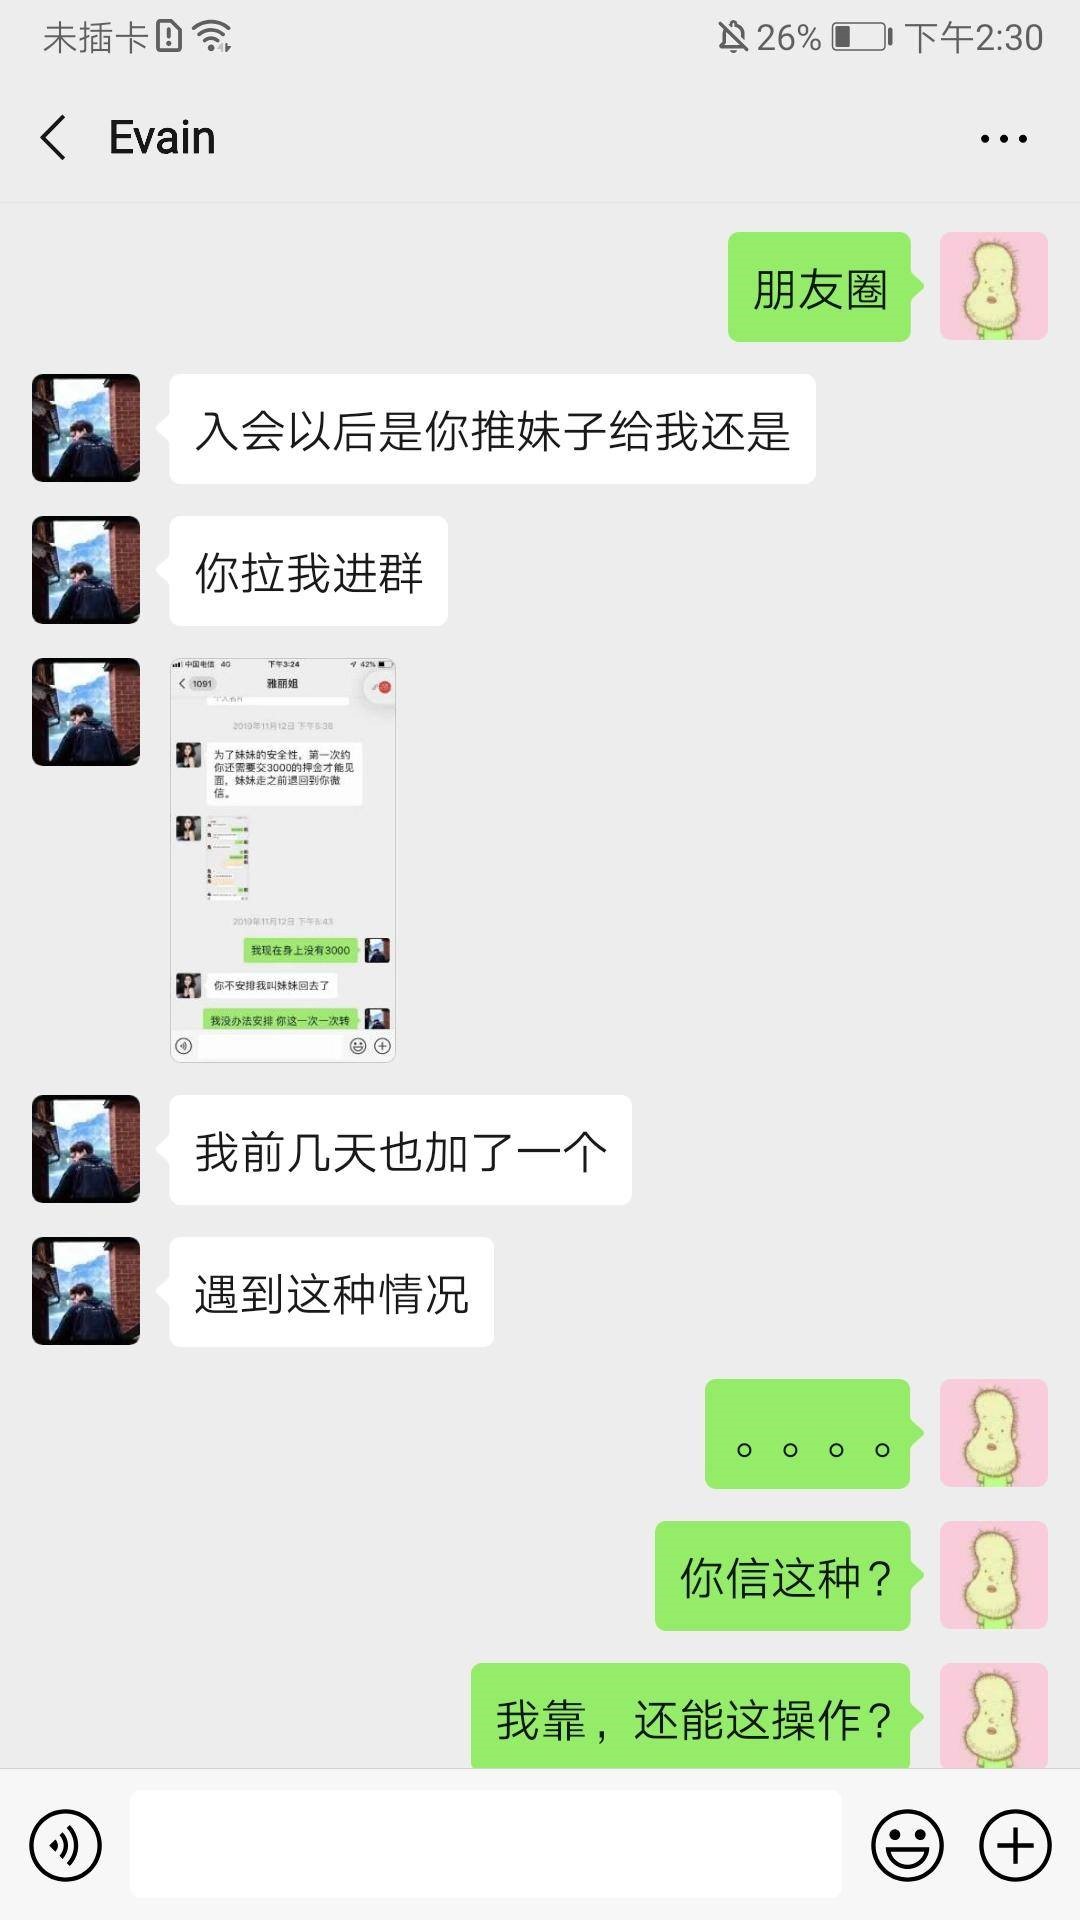 未插卡 26% 下午2:30
Evain
朋友圈
入会以后是你推妹子给我还是
你拉我进群
中国电信 4G 下午3:24 42%
1091 雅丽姐
个人名片
2019年11月12日 下午5:38
为了妹妹的安全性，第一次约
你还需要交3000的押金才能见
面，妹妹走之前退回到你微
信。
2019年11月12日 下午5:43
我现在身上没有3000
你不安排我叫妹妹回去了
我没办法安排 你这一次一次转
我前几天也加了一个
遇到这种情况
。。。。
你信这种？
我靠，还能这操作？